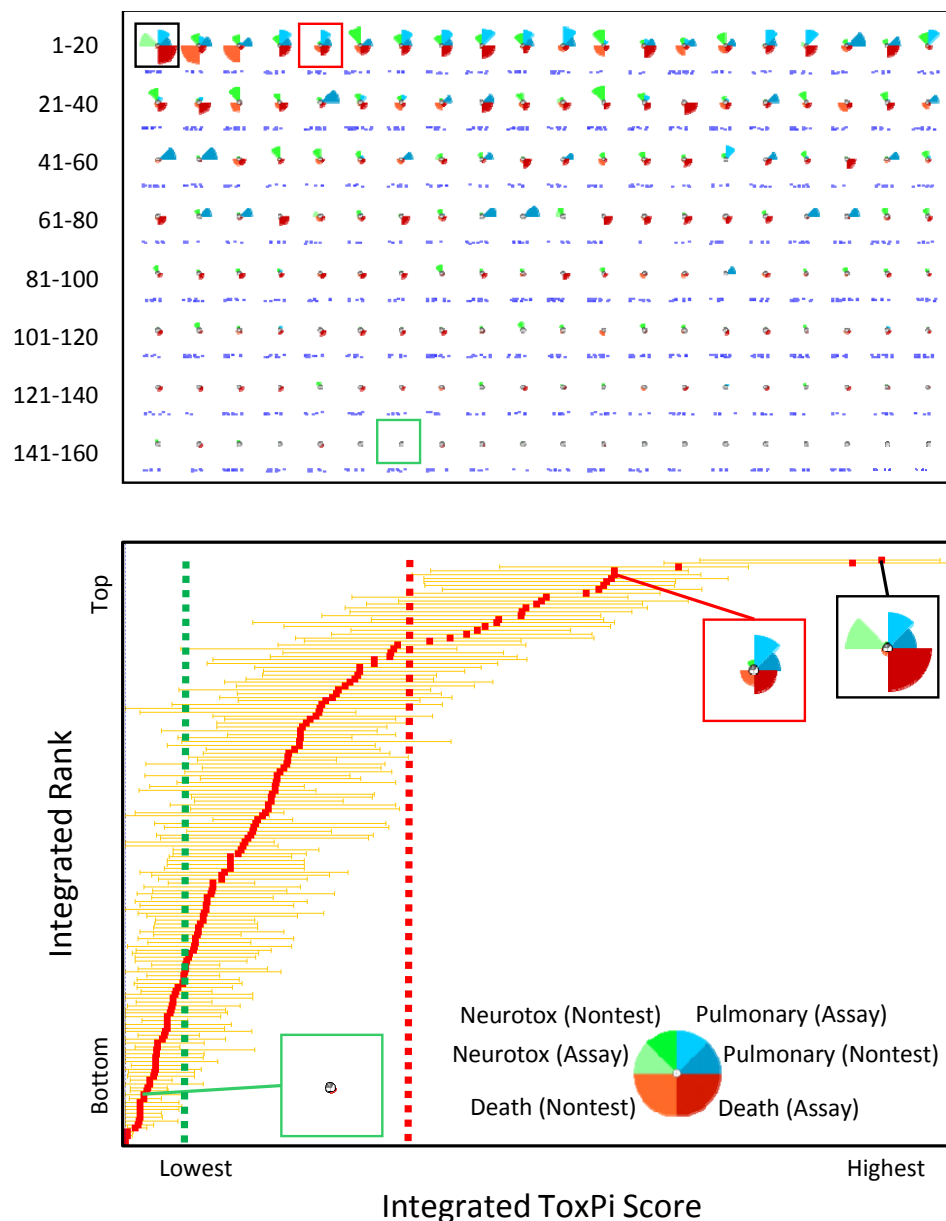 1-20
21-40
41-60
61-80
81-100
101-120
121-140
141-160
Top
Integrated Rank
Bottom
Neurotox (Nontest)
Pulmonary (Assay)
Neurotox (Assay)
Pulmonary (Nontest)
Death (Nontest)
Death (Assay)
Lowest
Highest
Integrated ToxPi Score